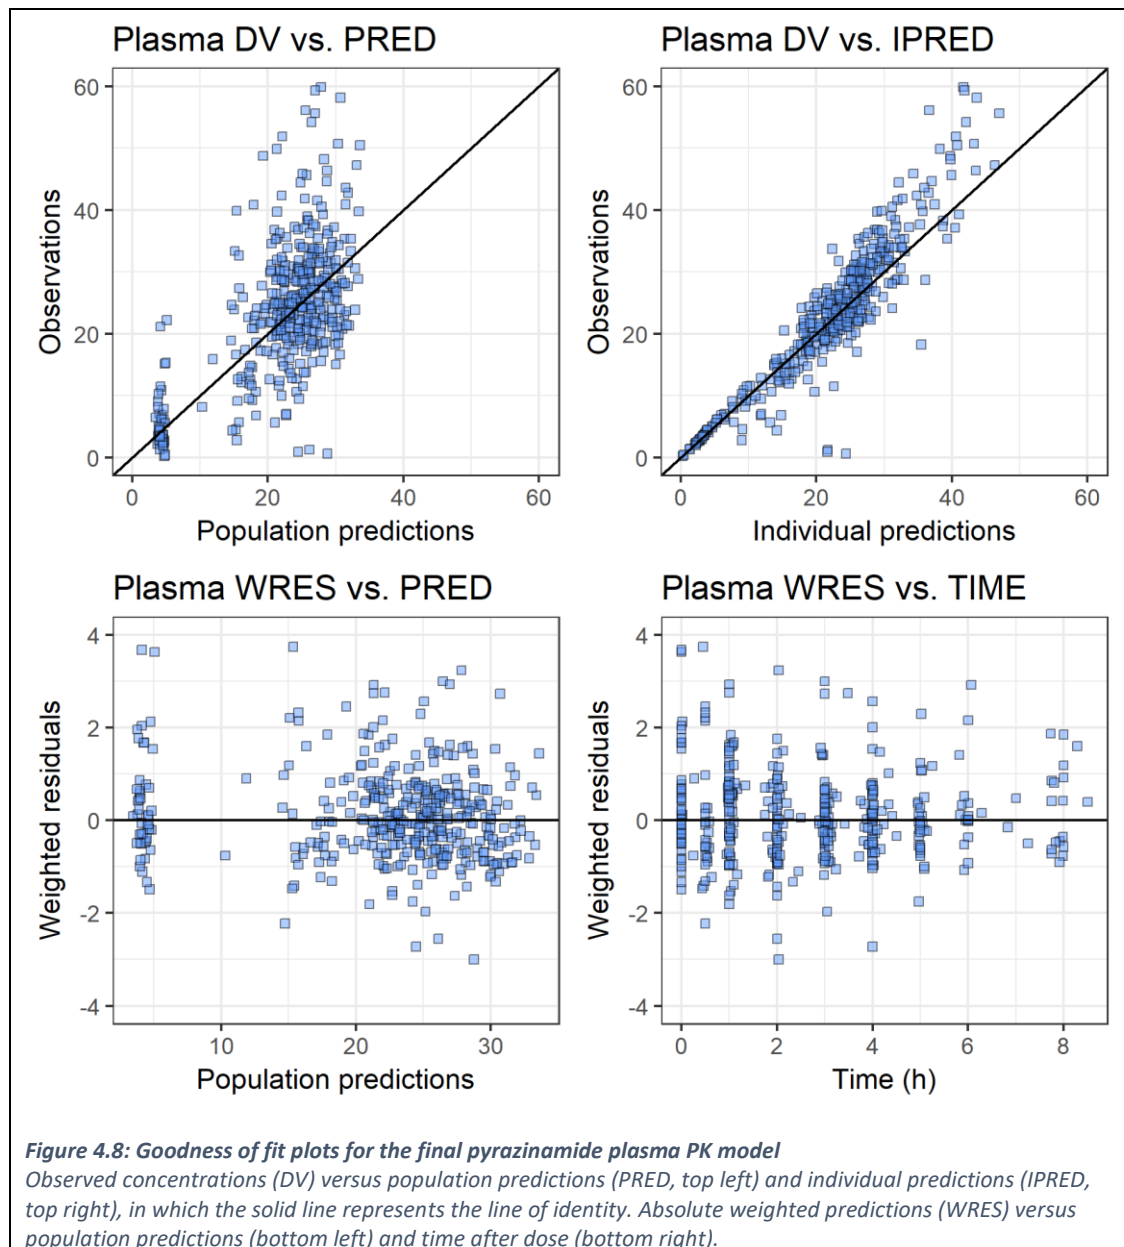 Plasma DV vs. PRED
60
40
20
0
Observations
0 20 40 60
Population predictions
Plasma DV vs. IPRED
60
40
20
0
Observations
0 20 40 60
Individual predictions
Plasma WRES vs. PRED
4
2
0
-2
-4
Weighted residuals
10 20 30
Population predictions
Plasma WRES vs. TIME
4
2
0
-2
-4
Weighted residuals
0 2 4 6 8
Time (h)
Figure 4.8: Goodness of fit plots for the final pyrazinamide plasma PK model
Observed concentrations (DV) versus population predictions (PRED, top left) and individual predictions (IPRED,
top right), in which the solid line represents the line of identity. Absolute weighted predictions (WRES) versus
population predictions (bottom left) and time after dose (bottom right).